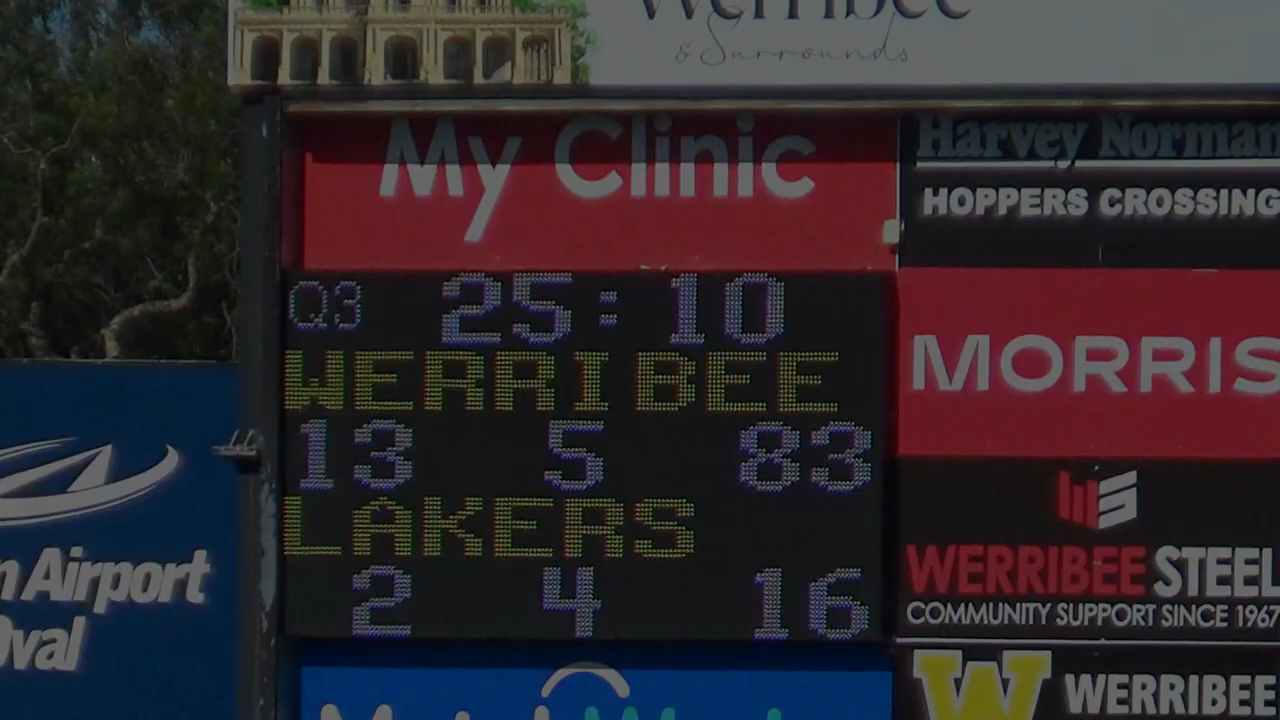 Werribee
& Surrounds
My Clinic
Harvey Norman
HOPPERS CROSSING
Q3 25:10
WERRIBEE
13 5 83
LAKERS
2 4 16
MORRIS
WERRIBEE STEEL
COMMUNITY SUPPORT SINCE 1967
W WERRIBEE
n Airport
Oval